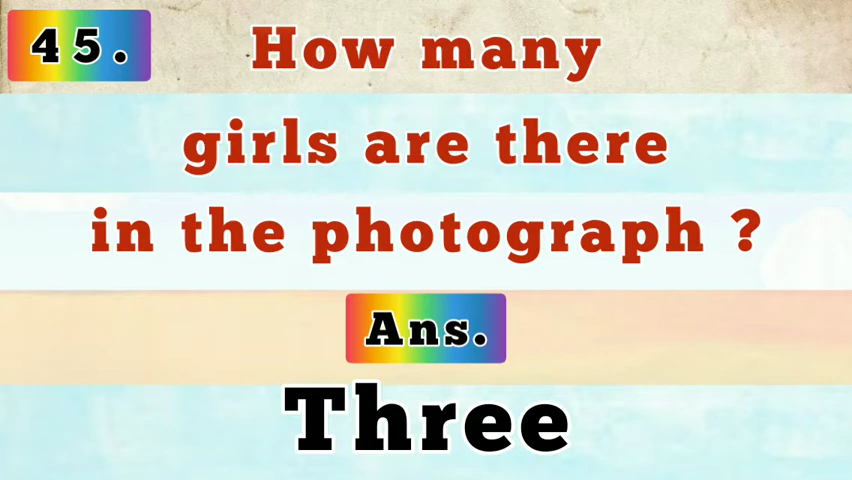 45. How many
girls are there
in the photograph ?
Ans.
Three